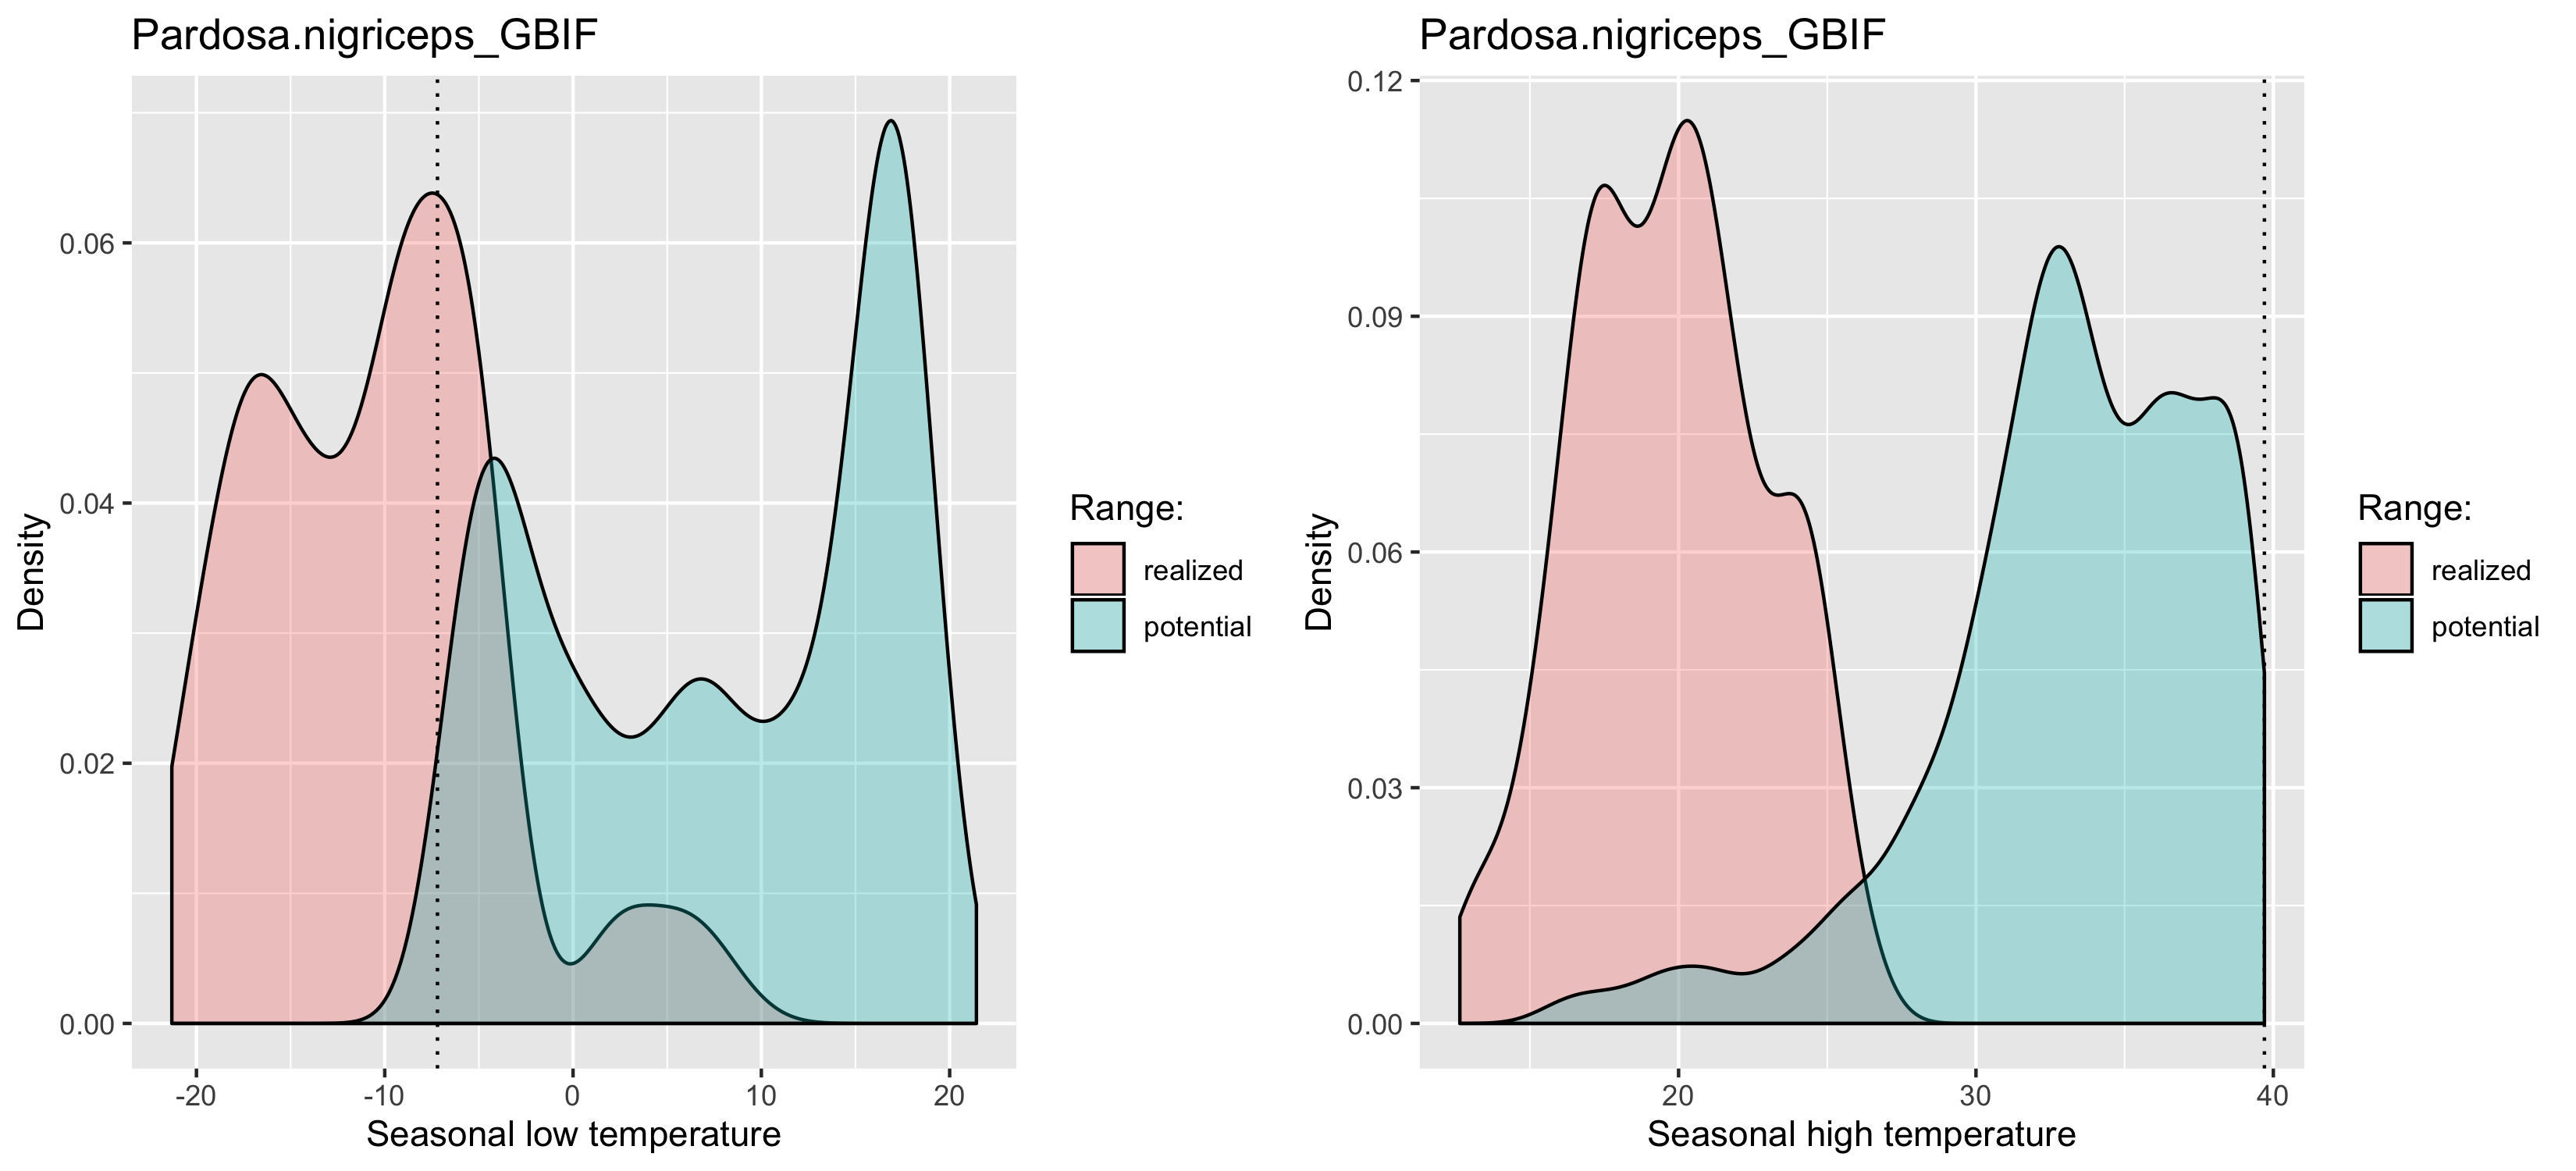 Pardosa.nigriceps_GBIF
Density
0.06
0.04
0.02
0.00
-20 -10 0 10 20
Seasonal low temperature
Range:
realized
potential
Pardosa.nigriceps_GBIF
Density
0.12
0.09
0.06
0.03
0.00
20 30 40
Seasonal high temperature
Range:
realized
potential